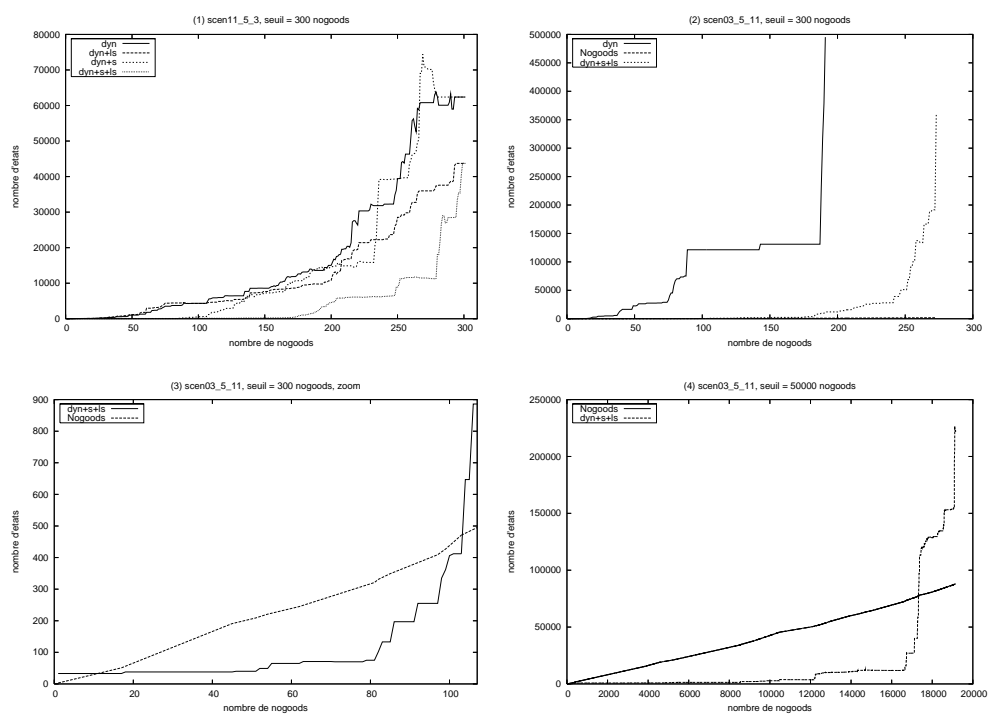 (1) scen11_5_3, seuil = 300 nogoods
80000
70000
60000
50000
40000
30000
20000
10000
0
nombre d'etats
dyn
dyn+ls
dyn+s
dyn+s+ls
0 50 100 150 200 250 300
nombre de nogoods
(2) scen03_5_11, seuil = 300 nogoods
500000
450000
400000
350000
300000
250000
200000
150000
100000
50000
0
nombre d'etats
dyn
Nogoods
dyn+s+ls
0 50 100 150 200 250 300
nombre de nogoods
(3) scen03_5_11, seuil = 300 nogoods, zoom
900
800
700
600
500
400
300
200
100
0
nombre d'etats
dyn+s+ls
Nogoods
0 20 40 60 80 100
nombre de nogoods
(4) scen03_5_11, seuil = 50000 nogoods
250000
200000
150000
100000
50000
0
nombre d'etats
Nogoods
dyn+s+ls
0 2000 4000 6000 8000 10000 12000 14000 16000 18000 20000
nombre de nogoods